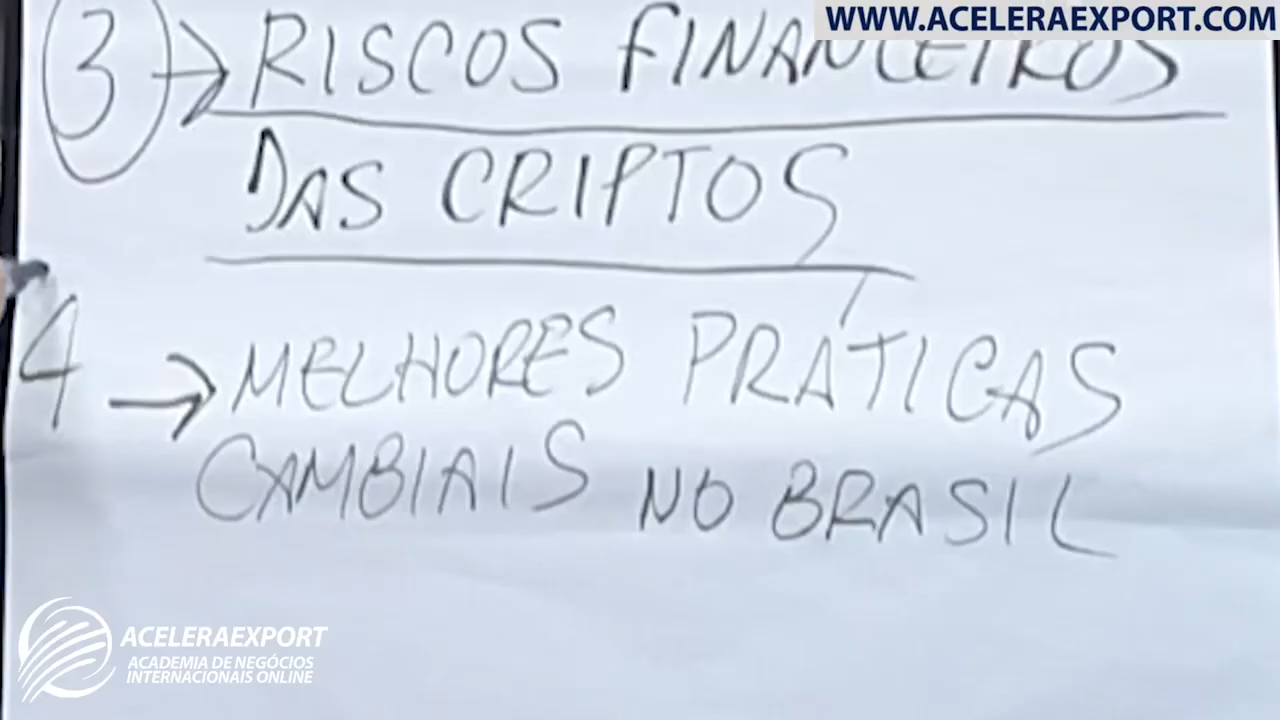 WWW.ACELERAEXPORT.COM
3 → RISCOS FINANCEIROS
DAS CRIPTOS
4 → MELHORES PRÁTICAS
CAMBIAIS NO BRASIL
ACELERAEXPORT
ACADEMIA DE NEGÓCIOS
INTERNACIONAIS ONLINE